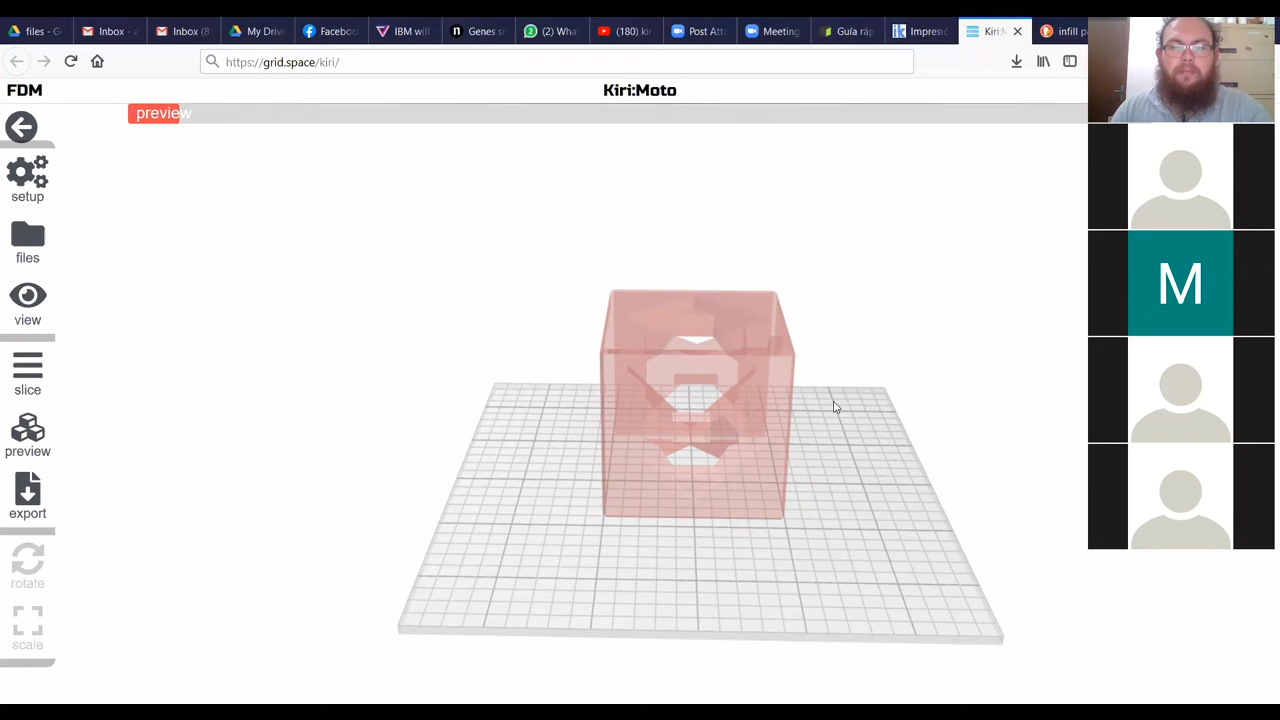 files - G
Inbox - e
Inbox (B
My D
Faceboo
IBM will
Genes s
(2) Wha
(180) ki
Post Att
Meeting
Guía ráp
Impresió
Kiri:M
infill p
https://grid.space/kiri/
FDM
Kiri:Moto
preview
setup
files
view
slice
preview
export
rotate
scale
M